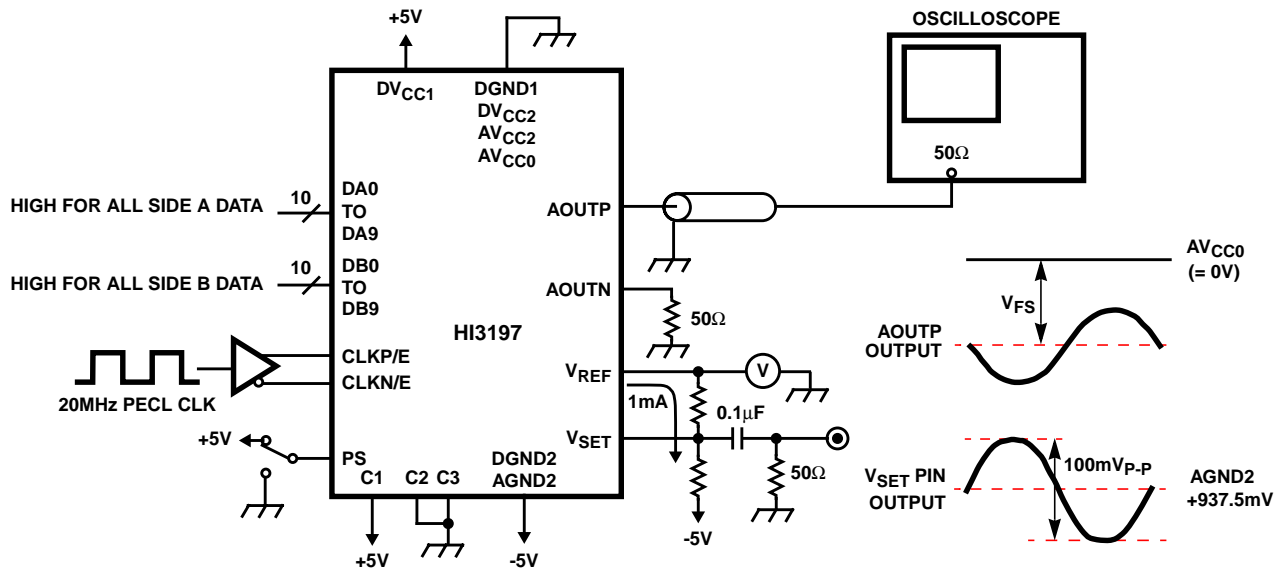 +5V
OSCILLOSCOPE
DVCC1
DGND1
DVCC2
AVCC2
AVCC0
50Ω
HIGH FOR ALL SIDE A DATA
10
DA0
TO
DA9
AOUTP
HIGH FOR ALL SIDE B DATA
10
DB0
TO
DB9
AOUTN
50Ω
HI3197
AVCC0
(= 0V)
VFS
AOUTP
OUTPUT
20MHz PECL CLK
CLKP/E
CLKN/E
VREF
V
1mA
0.1μF
VSET
50Ω
+5V
PS
C1
C2
C3
DGND2
AGND2
+5V
-5V
-5V
VSET PIN
OUTPUT
100mVP-P
AGND2
+937.5mV